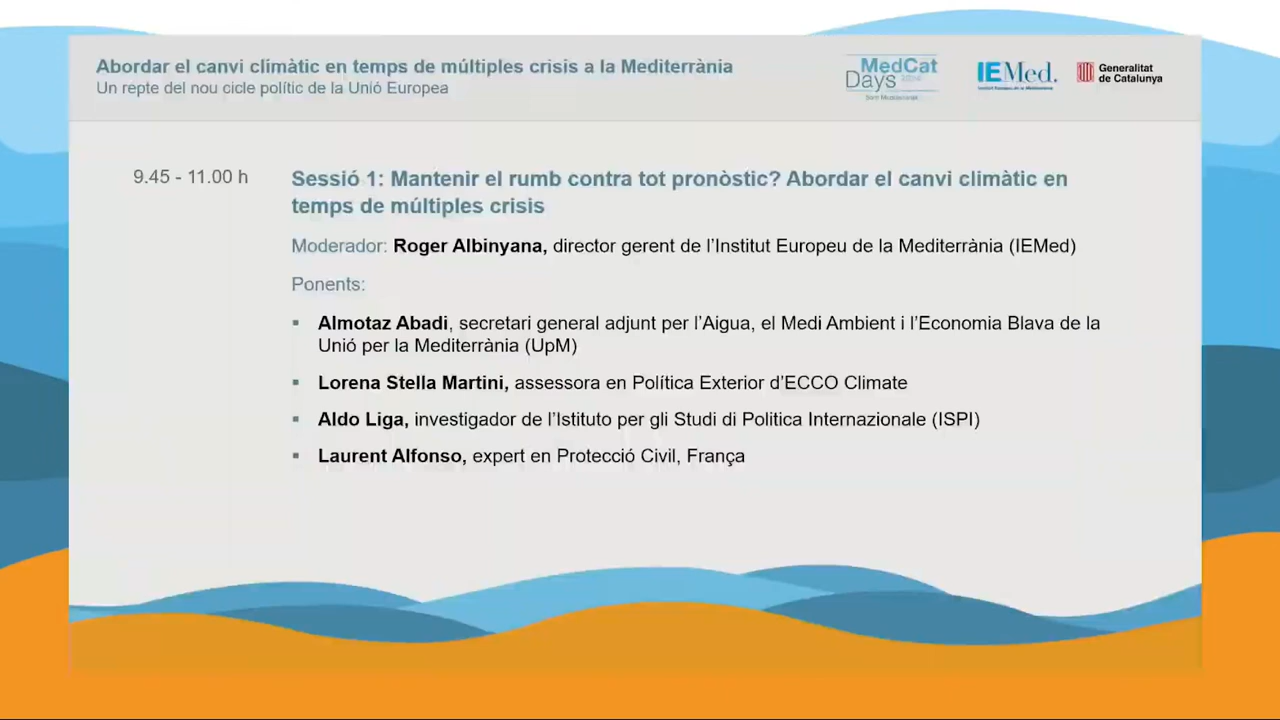 Abordar el canvi climàtic en temps de múltiples crisis a la Mediterrània
Un repte del nou cicle polític de la Unió Europea
MedCat
Days
IEMed.
Institut Europeu de la Mediterrània
Generalitat
de Catalunya
9.45 - 11.00 h
Sessió 1: Mantenir el rumb contra tot pronòstic? Abordar el canvi climàtic en
temps de múltiples crisis
Moderador: Roger Albinyana, director gerent de l’Institut Europeu de la Mediterrània (IEMed)
Ponents:
▪ Almotaz Abadi, secretari general adjunt per l’Aigua, el Medi Ambient i l’Economia Blava de la
Unió per la Mediterrània (UpM)
▪ Lorena Stella Martini, assessora en Política Exterior d’ECCO Climate
▪ Aldo Liga, investigador de l’Istituto per gli Studi di Politica Internazionale (ISPI)
▪ Laurent Alfonso, expert en Protecció Civil, França